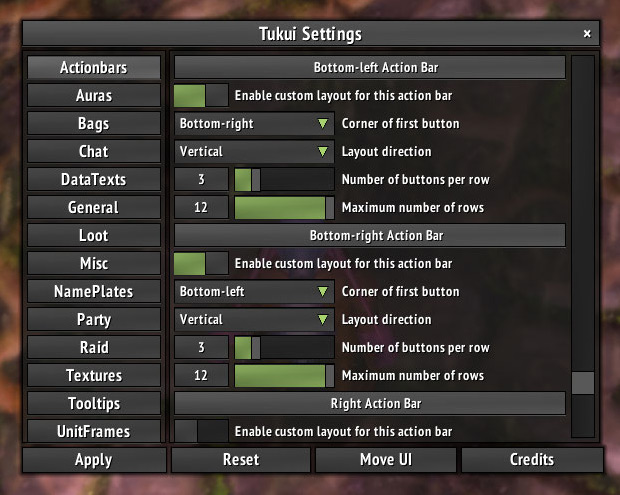 Tukui Settings ×
Actionbars
Auras
Bags
Chat
DataTexts
General
Loot
Misc
NamePlates
Party
Raid
Textures
Tooltips
UnitFrames
Bottom-left Action Bar
Enable custom layout for this action bar
Bottom-right Corner of first button
Vertical Layout direction
3 Number of buttons per row
12 Maximum number of rows
Bottom-right Action Bar
Enable custom layout for this action bar
Bottom-left Corner of first button
Vertical Layout direction
3 Number of buttons per row
12 Maximum number of rows
Right Action Bar
Enable custom layout for this action bar
Apply Reset Move UI Credits